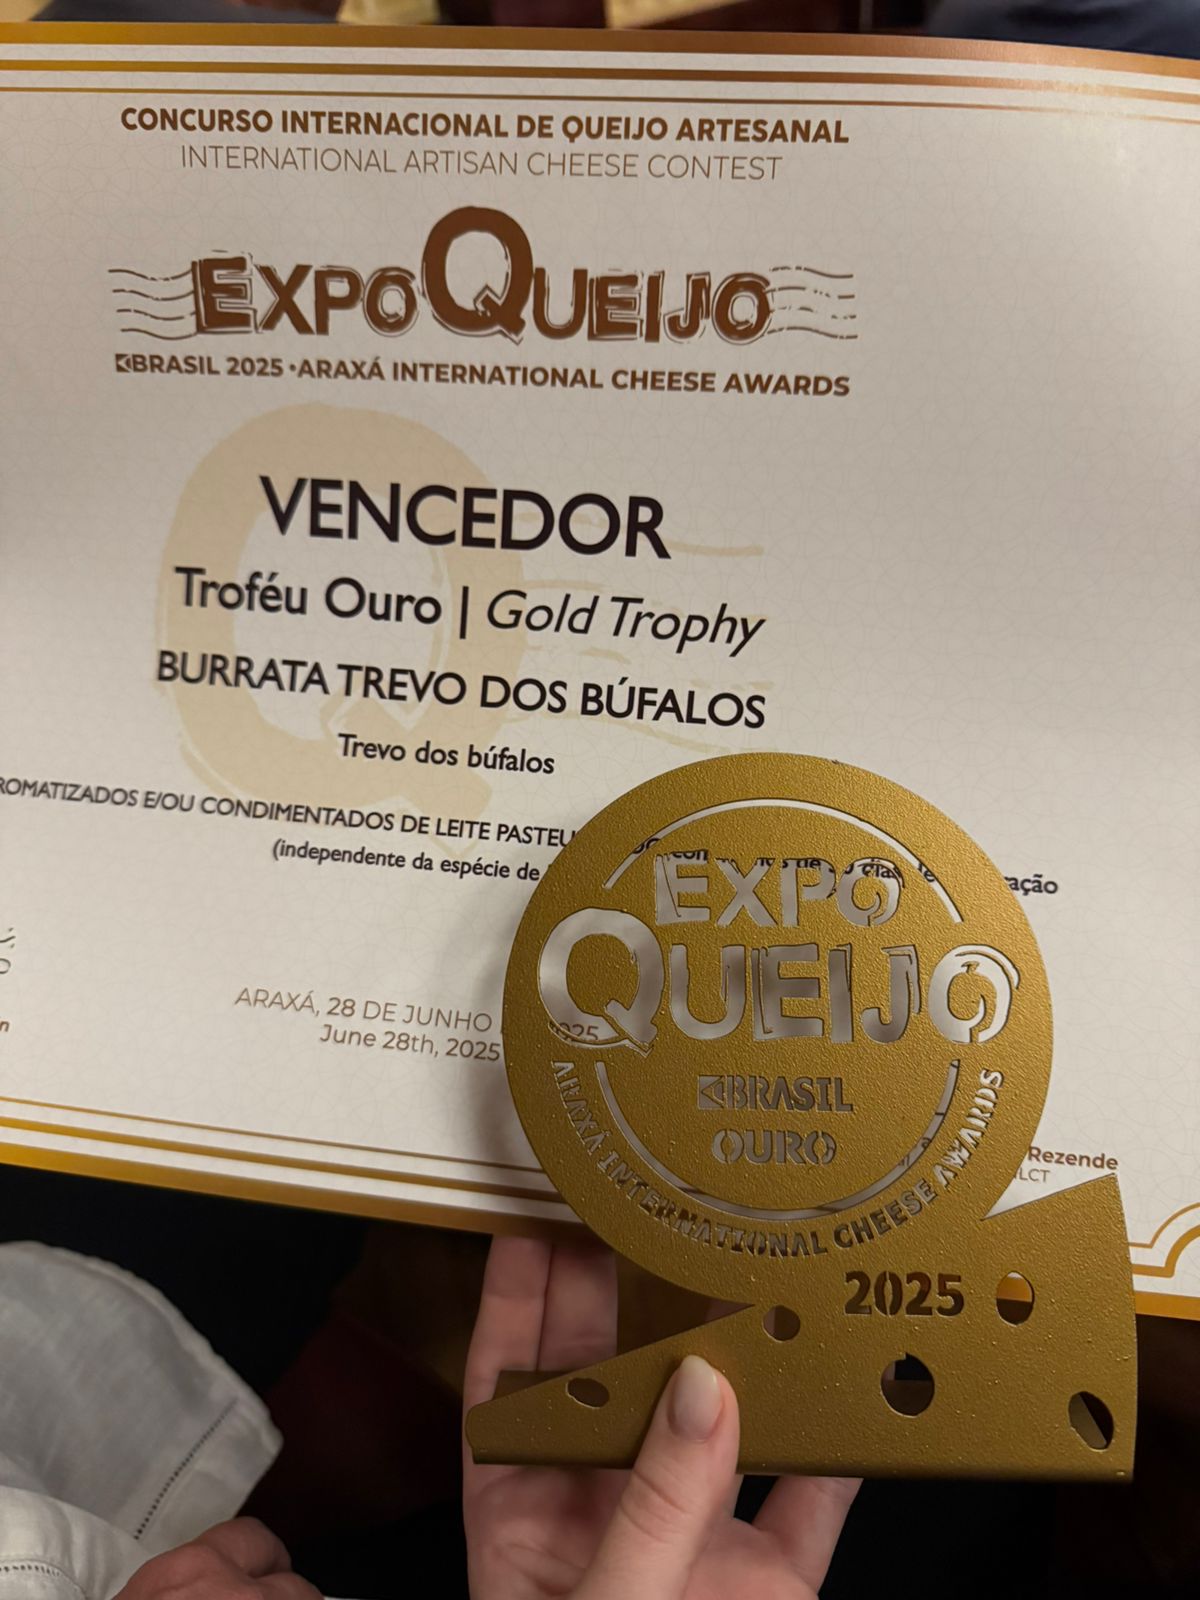 CONCURSO INTERNACIONAL DE QUEIJO ARTESANAL
INTERNATIONAL ARTISAN CHEESE CONTEST
EXPOQUEIJO
BRASIL 2025 • ARAXÁ INTERNATIONAL CHEESE AWARDS
VENCEDOR
Troféu Ouro | Gold Trophy
BURRATA TREVO DOS BÚFALOS
Trevo dos búfalos
E/OU CONDIMENTADOS DE LEITE
(independente da espécie de
ARAXÁ, 28 DE JUNHO
June 28th, 2025
Rezende
EXPO
QUEIJO
BRASIL
OURO
ARAXÁ INTERNATIONAL CHEESE AWARDS
2025